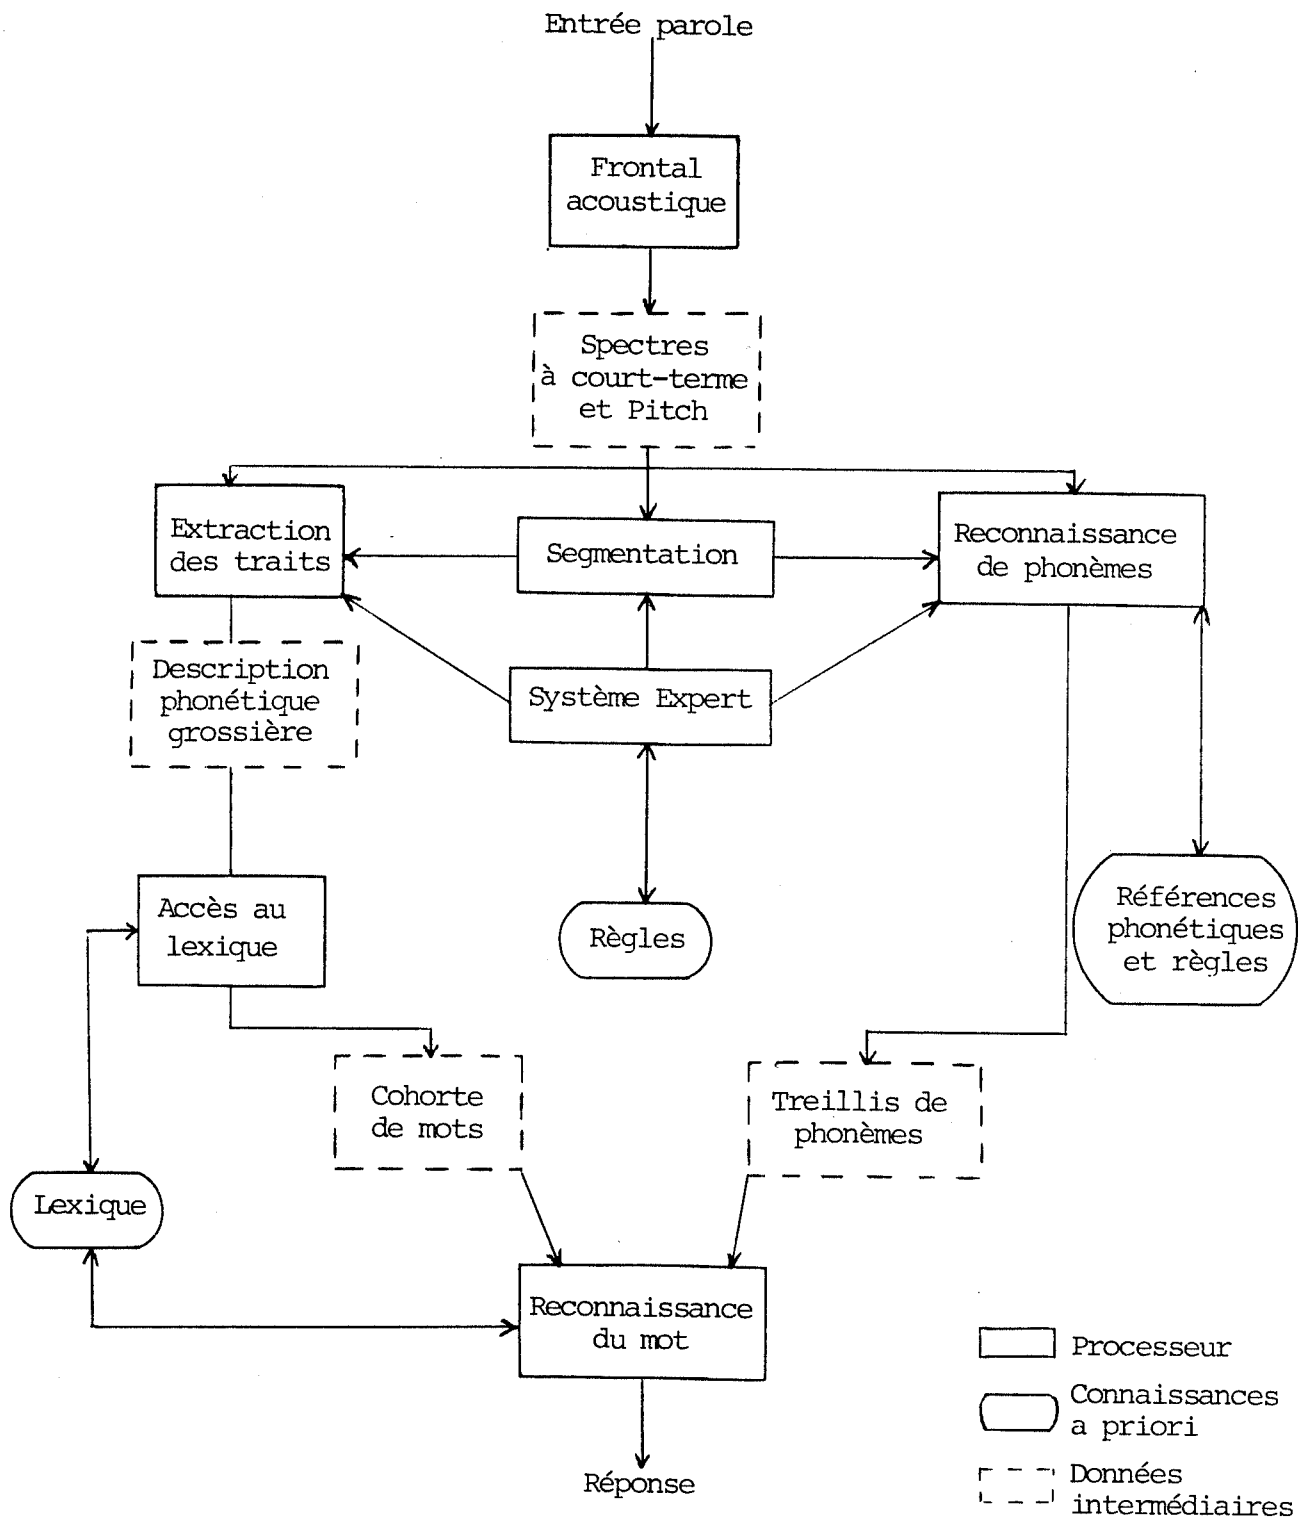 Entrée parole
Frontal
acoustique
Spectres
à court-terme
et Pitch
Extraction
des traits
Segmentation
Reconnaissance
de phonèmes
Description
phonétique
grossière
Système Expert
Accès au
lexique
Règles
Références
phonétiques
et règles
Cohorte
de mots
Treillis de
phonèmes
Lexique
Reconnaissance
du mot
Réponse
Processeur
Connaissances
a priori
Données
intermédiaires